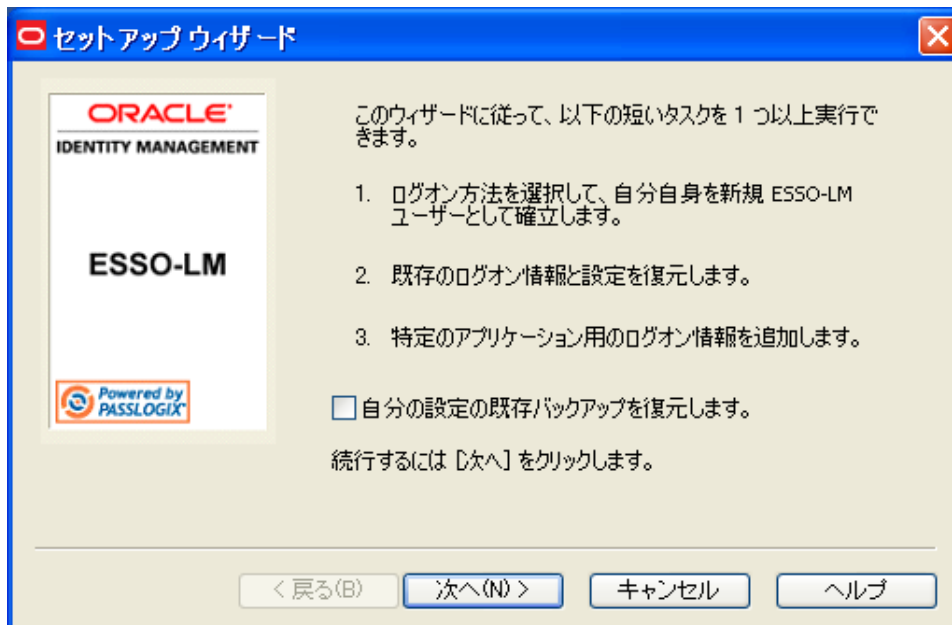 セットアップ ウィザード
ORACLE
IDENTITY MANAGEMENT
ESSO-LM
Powered by
PASSLOGIX
このウィザードに従って、以下の短いタスクを 1 つ以上実行で
きます。
1. ログオン方法を選択して、自分自身を新規 ESSO-LM
ユーザーとして確立します。
2. 既存のログオン情報と設定を復元します。
3. 特定のアプリケーション用のログオン情報を追加します。
自分の設定の既存バックアップを復元します。
続行するには [次へ] をクリックします。
< 戻る(B)
次へ(N) >
キャンセル
ヘルプ